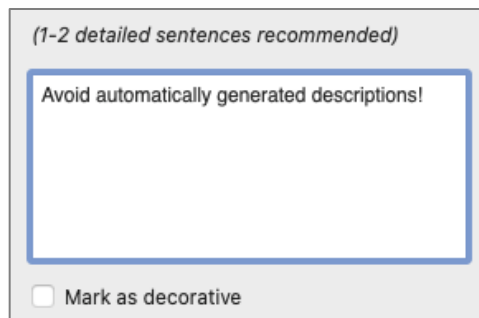 (1-2 detailed sentences recommended)
Avoid automatically generated descriptions!
Mark as decorative